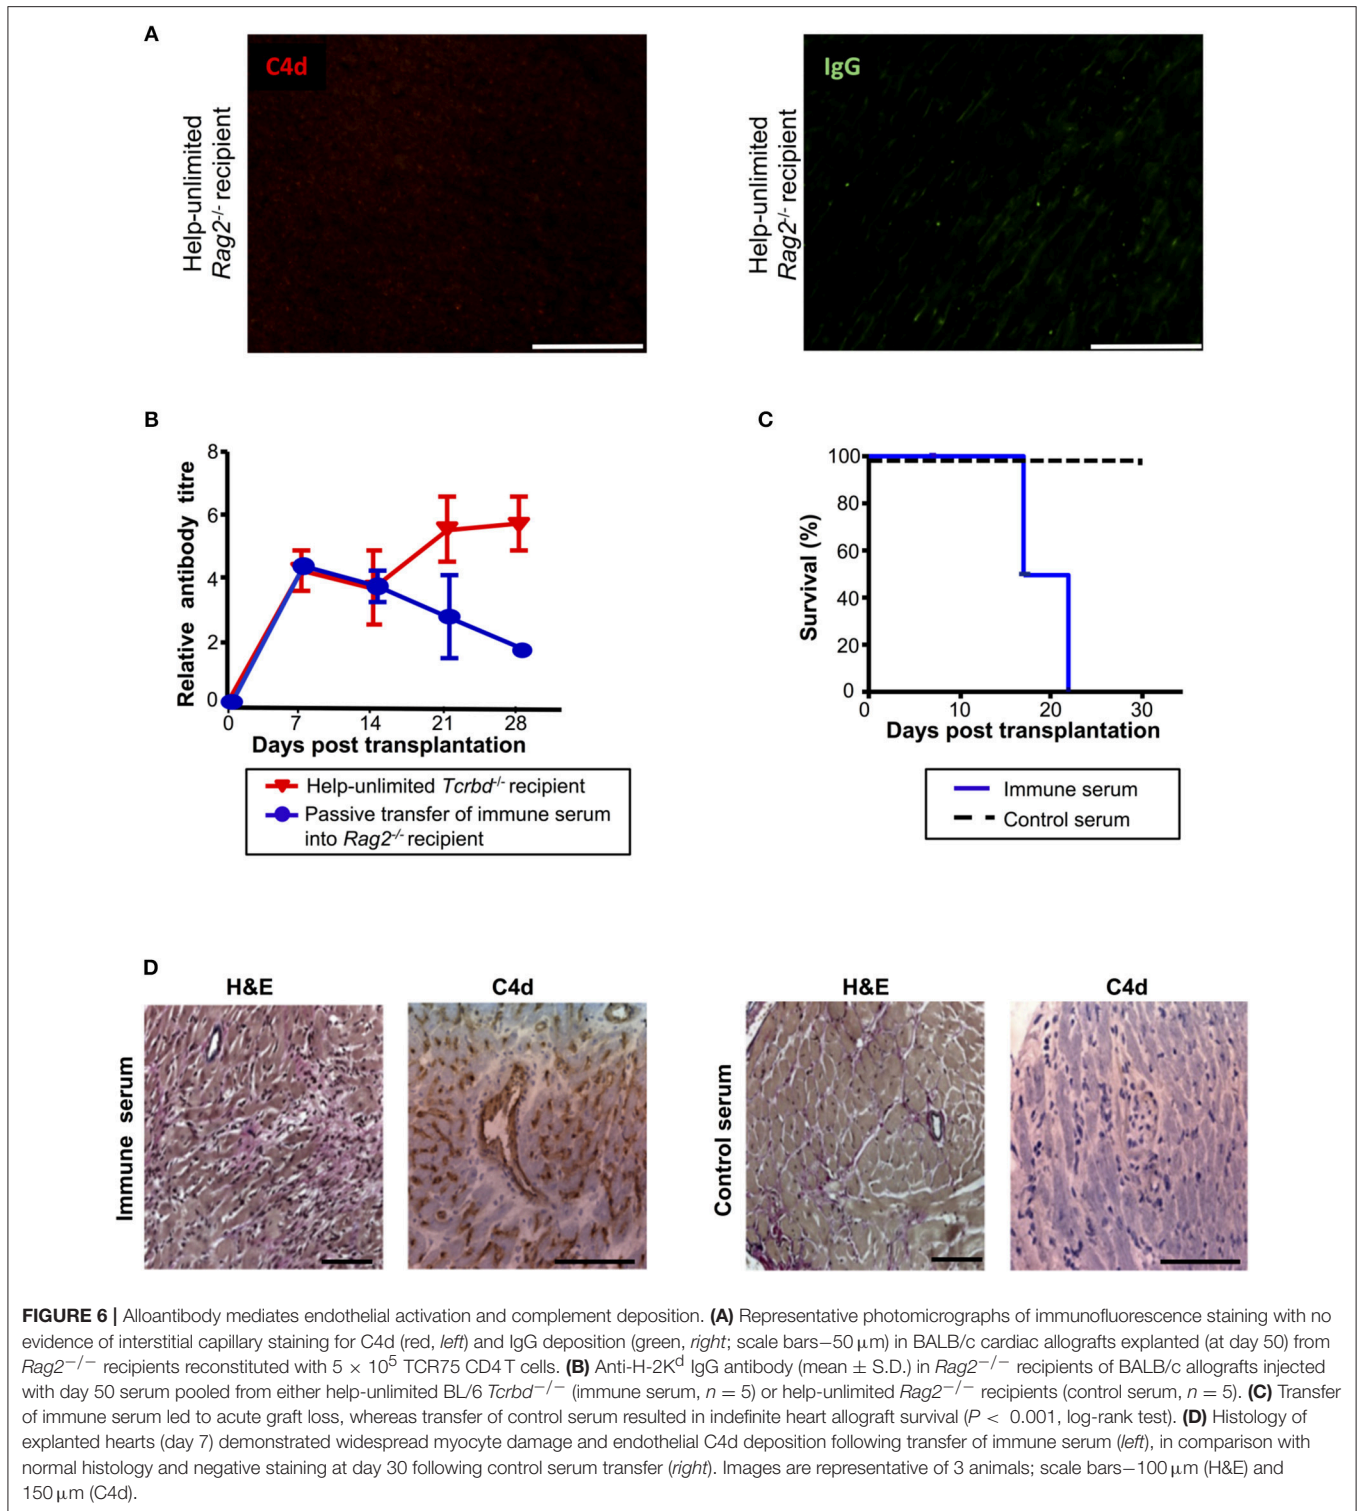 A
C4d
Help-unlimited
Rag2-/- recipient
IgG
Help-unlimited
Rag2-/- recipient
B
Relative antibody titre
8
6
4
2
0
0 7 14 21 28
Days post transplantation
Help-unlimited Tcrbd-/- recipient
Passive transfer of immune serum
into Rag2-/- recipient
C
Survival (%)
100
80
60
40
20
0
0 10 20 30
Days post transplantation
Immune serum
Control serum
D
H&E
C4d
Immune serum
H&E
C4d
Control serum
FIGURE 6 | Alloantibody mediates endothelial activation and complement deposition. (A) Representative photomicrographs of immunofluorescence staining with no
evidence of interstitial capillary staining for C4d (red, left) and IgG deposition (green, right; scale bars—50 μm) in BALB/c cardiac allografts explanted (at day 50) from
Rag2−/− recipients reconstituted with 5 × 10⁵ TCR75 CD4 T cells. (B) Anti-H-2Kᵈ IgG antibody (mean ± S.D.) in Rag2−/− recipients of BALB/c allografts injected
with day 50 serum pooled from either help-unlimited BL/6 Tcrbd−/− (immune serum, n = 5) or help-unlimited Rag2−/− recipients (control serum, n = 5). (C) Transfer
of immune serum led to acute graft loss, whereas transfer of control serum resulted in indefinite heart allograft survival (P < 0.001, log-rank test). (D) Histology of
explanted hearts (day 7) demonstrated widespread myocyte damage and endothelial C4d deposition following transfer of immune serum (left), in comparison with
normal histology and negative staining at day 30 following control serum transfer (right). Images are representative of 3 animals; scale bars—100 μm (H&E) and
150 μm (C4d).